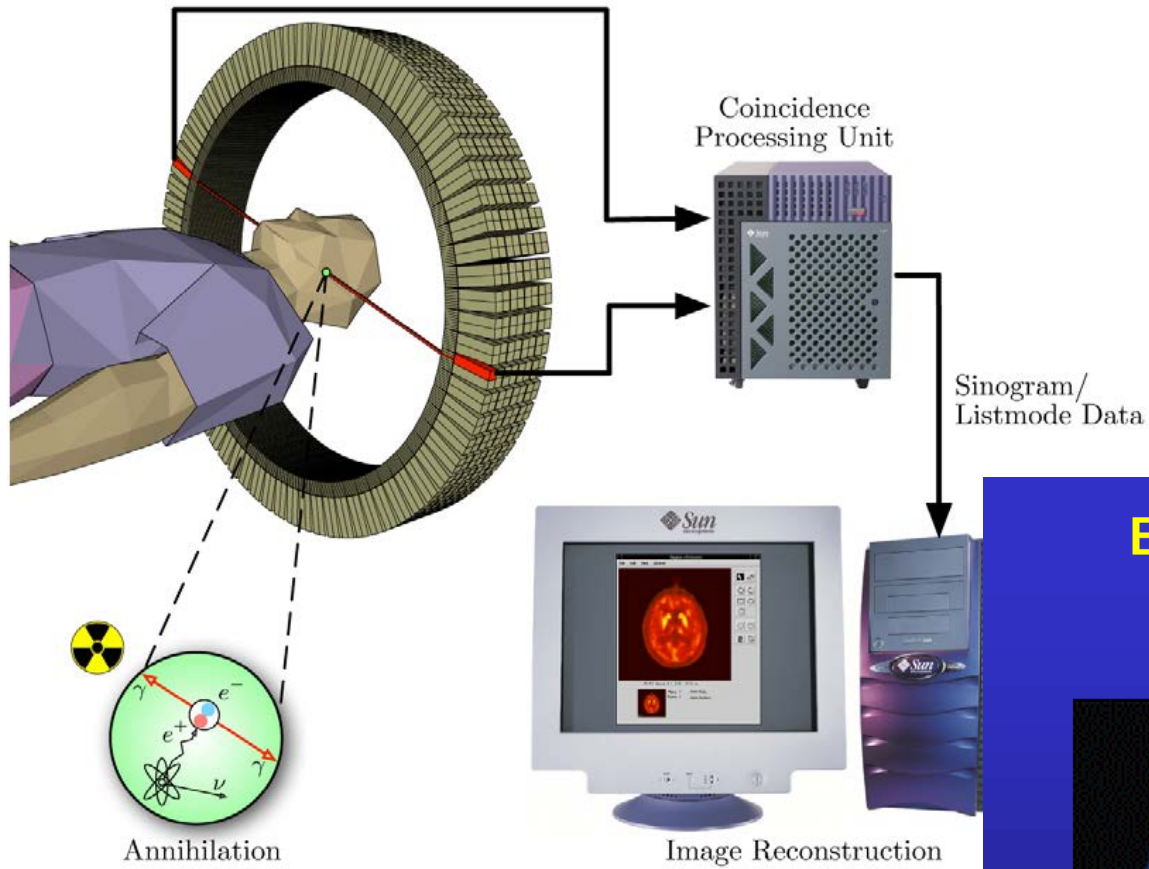 Coincidence
Processing Unit
Sun
Sinogram/
Listmode Data
Sun
Sun
γ
e−
e+
γ
ν
Annihilation
Image Reconstruction
E